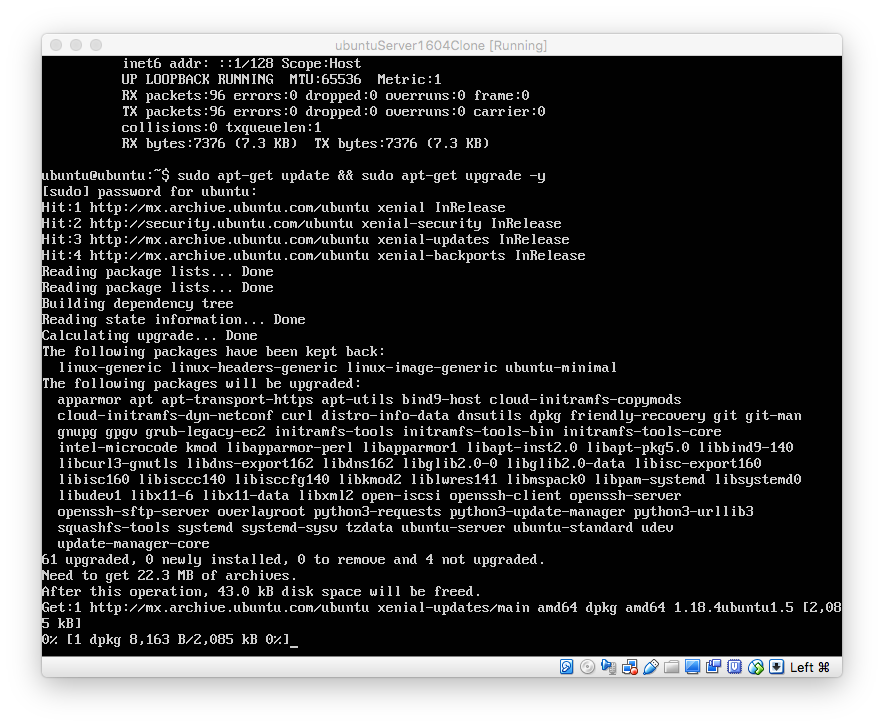 ubuntuServer1604Clone [Running]
inet6 addr: ::1/128 Scope:Host
UP LOOPBACK RUNNING  MTU:65536  Metric:1
RX packets:96 errors:0 dropped:0 overruns:0 frame:0
TX packets:96 errors:0 dropped:0 overruns:0 carrier:0
collisions:0 txqueuelen:1
RX bytes:7376 (7.3 KB)  TX bytes:7376 (7.3 KB)
ubuntu@ubuntu:~$ sudo apt-get update && sudo apt-get upgrade -y
[sudo] password for ubuntu:
Hit:1 http://mx.archive.ubuntu.com/ubuntu xenial InRelease
Hit:2 http://security.ubuntu.com/ubuntu xenial-security InRelease
Hit:3 http://mx.archive.ubuntu.com/ubuntu xenial-updates InRelease
Hit:4 http://mx.archive.ubuntu.com/ubuntu xenial-backports InRelease
Reading package lists... Done
Reading package lists... Done
Building dependency tree
Reading state information... Done
Calculating upgrade... Done
The following packages have been kept back:
linux-generic linux-headers-generic linux-image-generic ubuntu-minimal
The following packages will be upgraded:
apparmor apt apt-transport-https apt-utils bind9-host cloud-initramfs-copymods
cloud-initramfs-dyn-netconf curl distro-info-data dnsutils dpkg friendly-recovery git git-man
gnupg gpgv grub-legacy-ec2 initramfs-tools initramfs-tools-bin initramfs-tools-core
intel-microcode kmod libapparmor-perl libapparmor1 libapt-inst2.0 libapt-pkg5.0 libbind9-140
libcurl3-gnutls libdns-export162 libdns162 libglib2.0-0 libglib2.0-data libisc-export160
libisc160 libisccc140 libisccfg140 libkmod2 liblwres141 libmspack0 libpam-systemd libsystemd0
libudev1 libx11-6 libx11-data libxml2 open-iscsi openssh-client openssh-server
openssh-sftp-server overlayroot python3-requests python3-update-manager python3-urllib3
squashfs-tools systemd systemd-sysv tzdata ubuntu-server ubuntu-standard udev
update-manager-core
61 upgraded, 0 newly installed, 0 to remove and 4 not upgraded.
Need to get 22.3 MB of archives.
After this operation, 43.0 kB disk space will be freed.
Get:1 http://mx.archive.ubuntu.com/ubuntu xenial-updates/main amd64 dpkg amd64 1.18.4ubuntu1.5 [2,08
5 kB]
0% [1 dpkg 8,163 B/2,085 kB 0%]_
Left ⌘